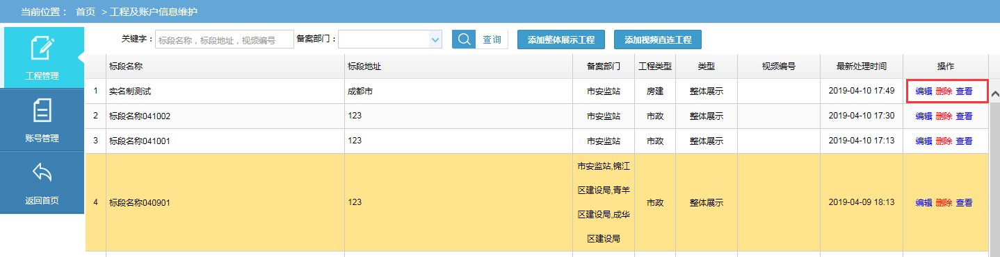 当前位置： 首页 > 工程及账户信息维护
工程管理
账号管理
返回首页
关键字： 标段名称，标段地址，视频编号 备案部门： 查询 添加整体展示工程 添加视频直连工程
标段名称 标段地址 备案部门 工程类型 类型 视频编号 最新处理时间 操作
1 实名制测试 成都市 市安监站 房建 整体展示 2019-04-10 17:49 编辑 删除 查看
2 标段名称041002 123 市安监站 市政 整体展示 2019-04-10 17:30 编辑 删除 查看
3 标段名称041001 123 市安监站 市政 整体展示 2019-04-10 17:13 编辑 删除 查看
4 标段名称040901 123 市安监站,锦江
区建设局,青羊
区建设局,成华
区建设局
市政 整体展示 2019-04-09 18:13 编辑 删除 查看